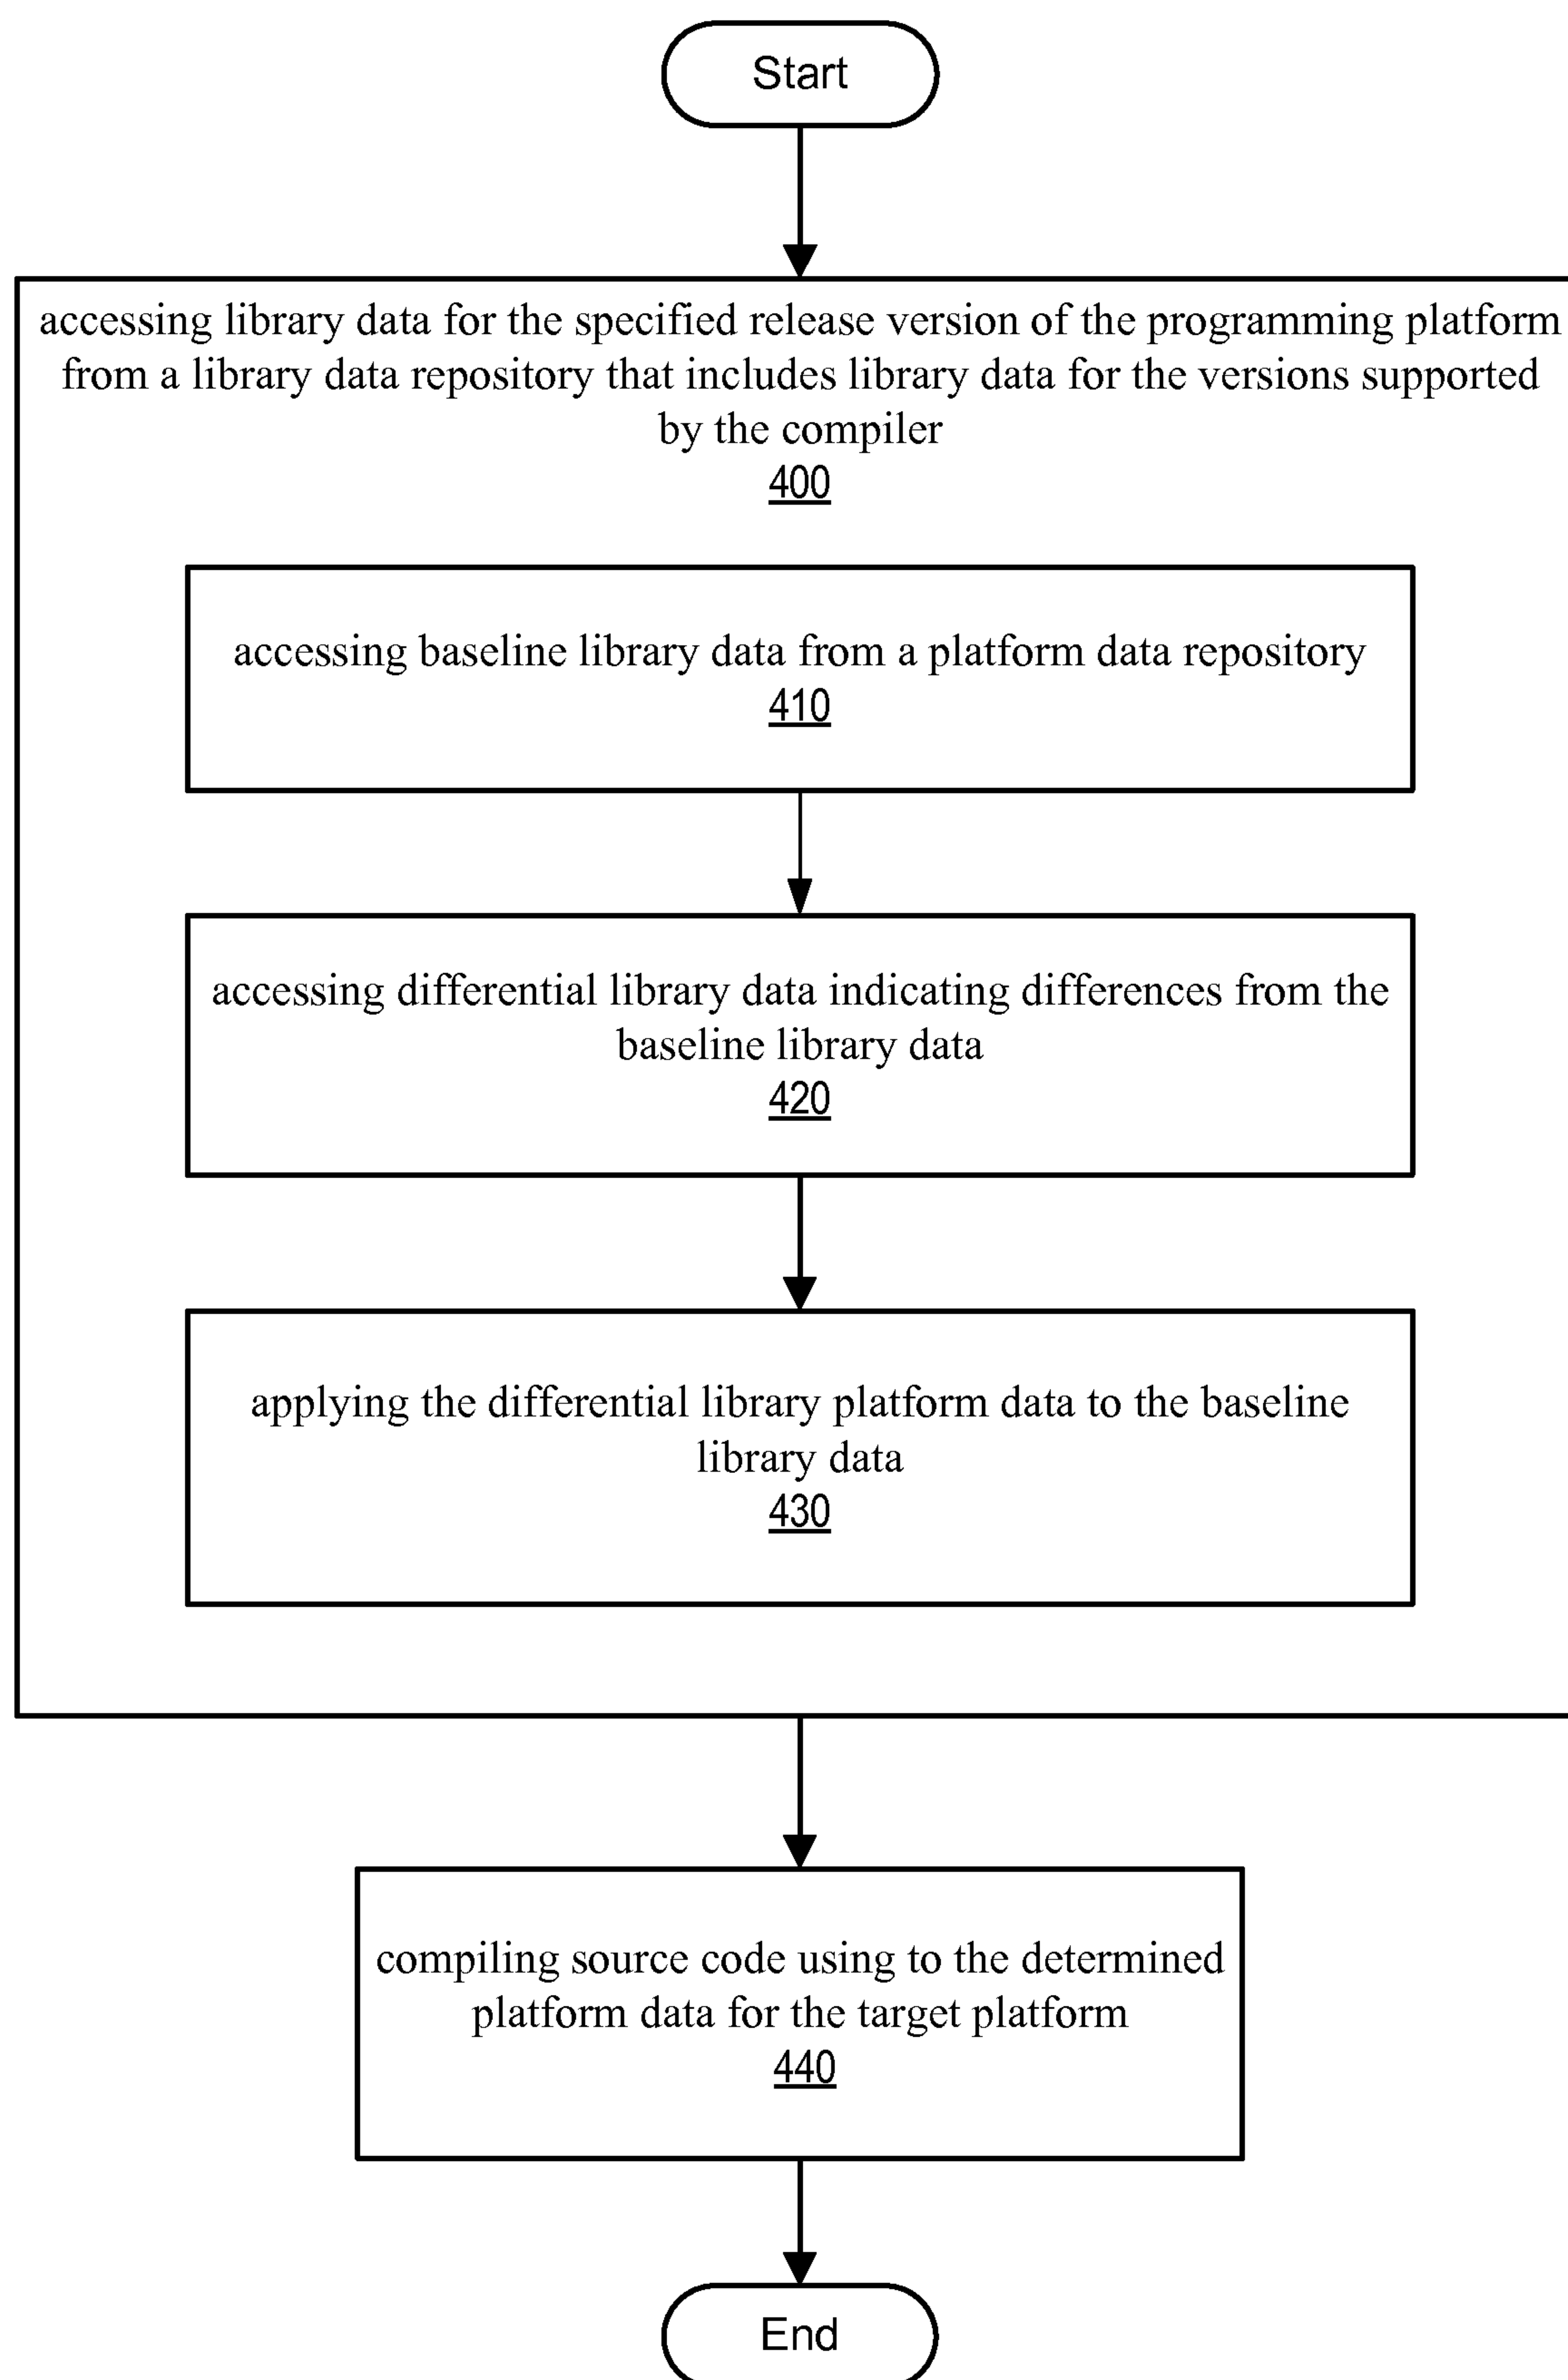 Start
accessing library data for the specified release version of the programming platform
from a library data repository that includes library data for the versions supported
by the compiler
400
accessing baseline library data from a platform data repository
410
accessing differential library data indicating differences from the
baseline library data
420
applying the differential library platform data to the baseline
library data
430
compiling source code using to the determined
platform data for the target platform
440
End